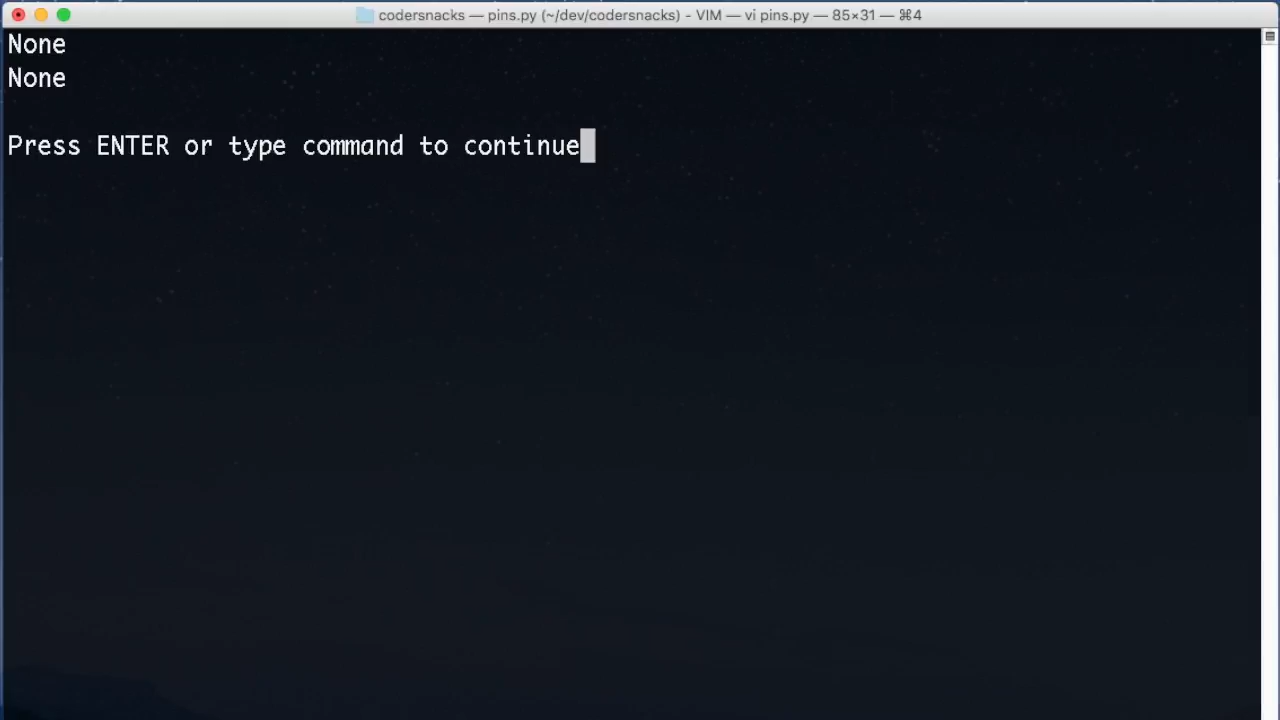 codersnacks — pins.py (~/dev/codersnacks) - VIM — vi pins.py — 85×31 — ⌘4
None
None
Press ENTER or type command to continue